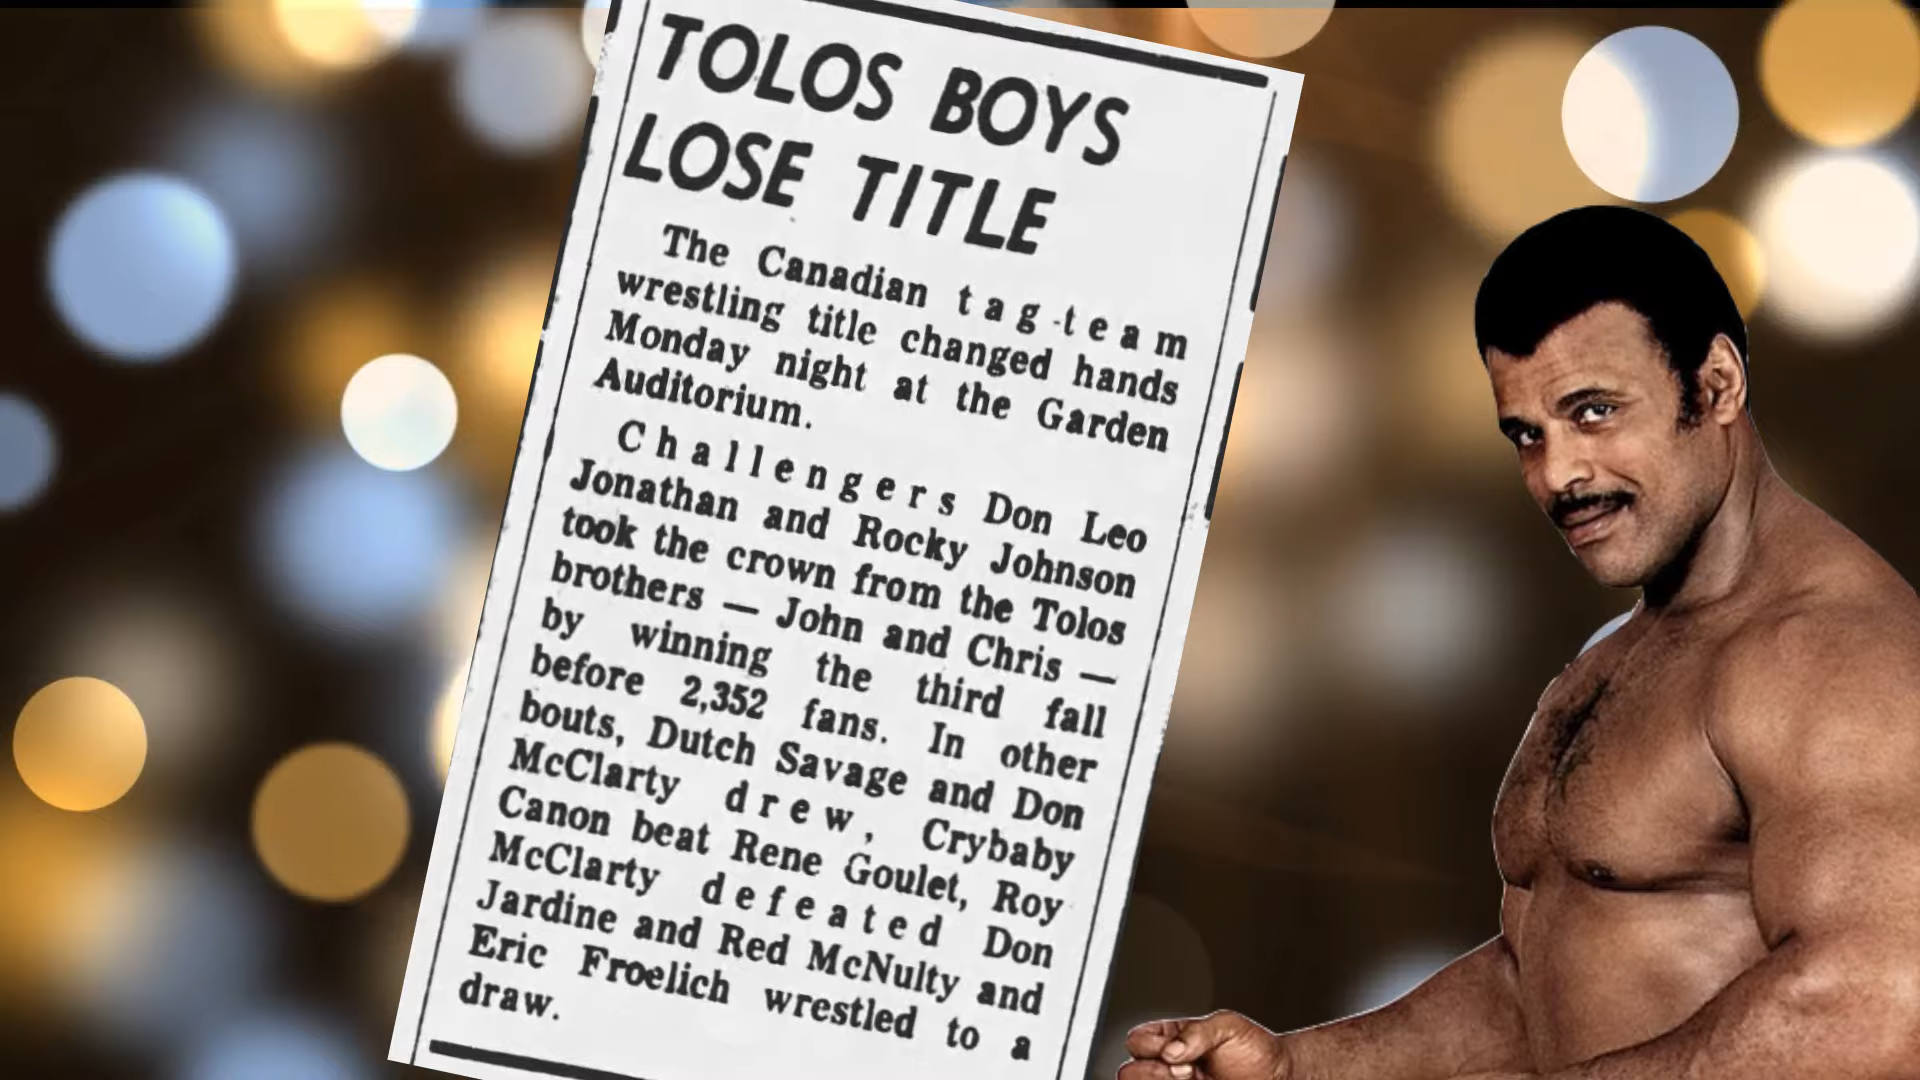 TOLOS BOYS
LOSE TITLE
The Canadian tag-team
wrestling title changed hands
Monday night at the Garden
Auditorium.
Challengers Don Leo
Jonathan and Rocky Johnson
took the crown from the Tolos
brothers — John and Chris —
by winning the third fall
before 2,352 fans. In other
bouts, Dutch Savage and Don
McClarty drew, Crybaby
Canon beat Rene Goulet, Roy
McClarty defeated Don
Jardine and Red McNulty and
Eric Froelich wrestled to a
draw.